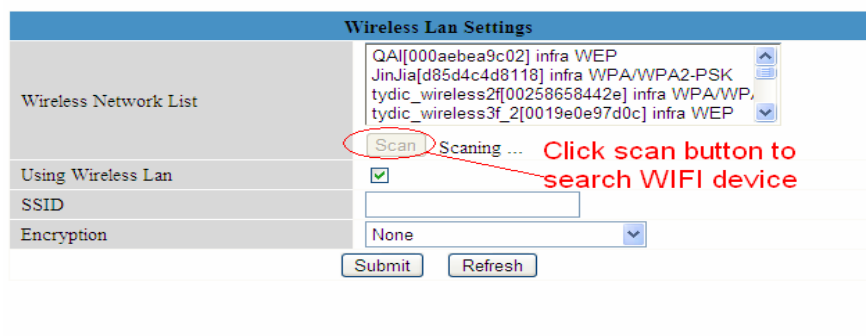 Wireless Lan Settings
Wireless Network List
QAI[000aebea9c02] infra WEP
JinJia[d85d4c4d8118] infra WPA/WPA2-PSK
tydic_wireless2f[00258658442e] infra WPA/WP
tydic_wireless3f_2[0019e0e97d0c] infra WEP
Scan Scaning ...
Click scan button to
search WIFI device
Using Wireless Lan
SSID
Encryption None
Submit Refresh